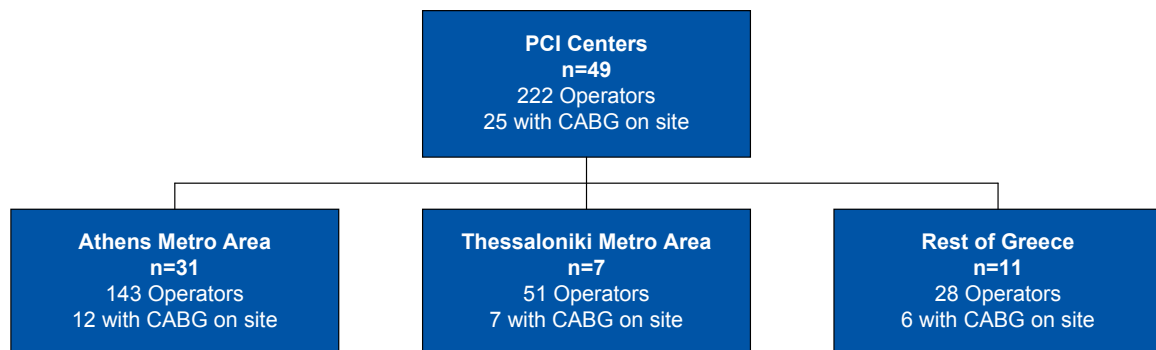 PCI Centers
n=49
222 Operators
25 with CABG on site
Athens Metro Area
n=31
143 Operators
12 with CABG on site
Thessaloniki Metro Area
n=7
51 Operators
7 with CABG on site
Rest of Greece
n=11
28 Operators
6 with CABG on site